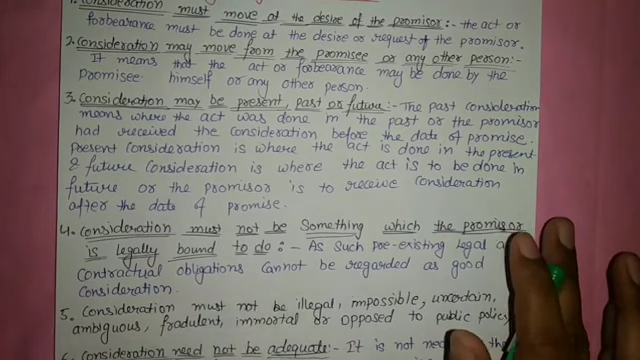 1. Consideration must move at the desire of the promisor:- the act or
forbearance must be done at the desire or request of the promisor.
2. Consideration may move from the promisee or any other person:-
It means that the act or forbearance may be done by the
Promisee himself or any other person.
3. Consideration may be present, past or future:- The past consideration
means where the act was done in the past or the promisor
had received the consideration before the date of promise.
present consideration is where the act is done in the present
& future consideration is where the act is to be done in
future or the promisor is to receive consideration
after the date of promise.
4. Consideration must not be Something which the promisor
is legally bound to do:- As such pre-existing legal
Contractual obligations cannot be regarded as good
Consideration.
5. Consideration must not be illegal, impossible, uncertain,
ambiguous, fradulent, immortal or opposed to public policy
Consideration need not be adequate:- It is not